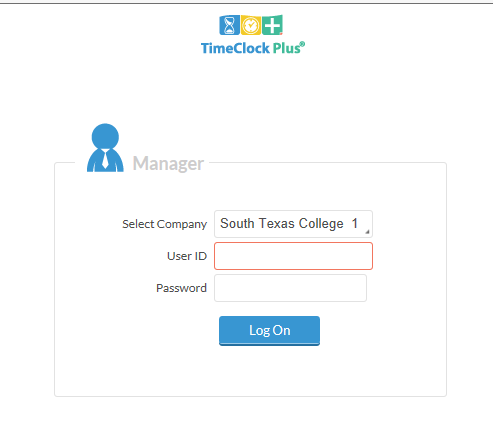 TimeClock Plus®
Manager
Select Company South Texas College 1
User ID
Password
Log On